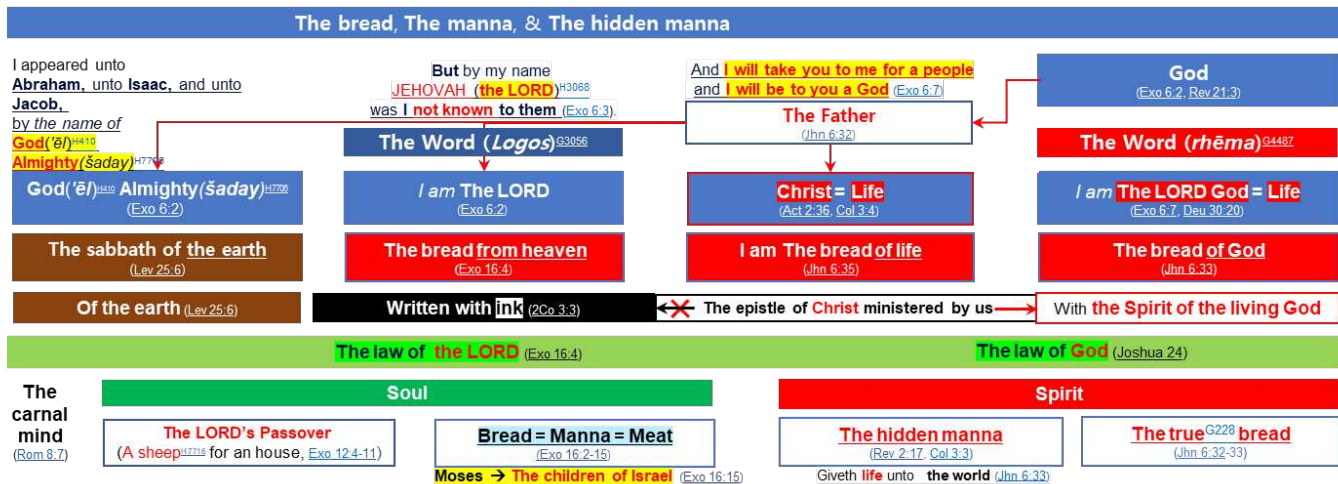 The bread, The manna, & The hidden manna
I appeared unto
Abraham, unto Isaac, and unto
Jacob,
by the name of
God('ēl)H410
Almighty(šaday)H7706
But by my name
JEHOVAH (the LORD)H3068
was I not known to them (Exo 6:3).
And I will take you to me for a people
and I will be to you a God (Exo 6:7)
The Father
(Jhn 6:32)
God
(Exo 6:2, Rev 21:3)
The Word (Logos)G3056
The Word (rhēma)G4487
God('ēl)H410 Almighty(šaday)H7706
(Exo 6:2)
I am The LORD
(Exo 6:2)
Christ = Life
(Act 2:36, Col 3:4)
I am The LORD God = Life
(Exo 6:7, Deu 30:20)
The sabbath of the earth
(Lev 25:6)
The bread from heaven
(Exo 16:4)
I am The bread of life
(Jhn 6:35)
The bread of God
(Jhn 6:33)
Of the earth (Lev 25:6)
Written with ink (2Co 3:3)
The epistle of Christ ministered by us
With the Spirit of the living God
The law of the LORD (Exo 16:4)
The law of God (Joshua 24)
The
carnal
mind
(Rom 8:7)
Soul
Spirit
The LORD's Passover
(A sheepH7716 for an house, Exo 12:4-11)
Bread = Manna = Meat
(Exo 16:2-15)
Moses → The children of Israel (Exo 16:15)
The hidden manna
(Rev 2:17, Col 3:3)
Giveth life unto the world (Jhn 6:33)
The trueG228 bread
(Jhn 6:32-33)